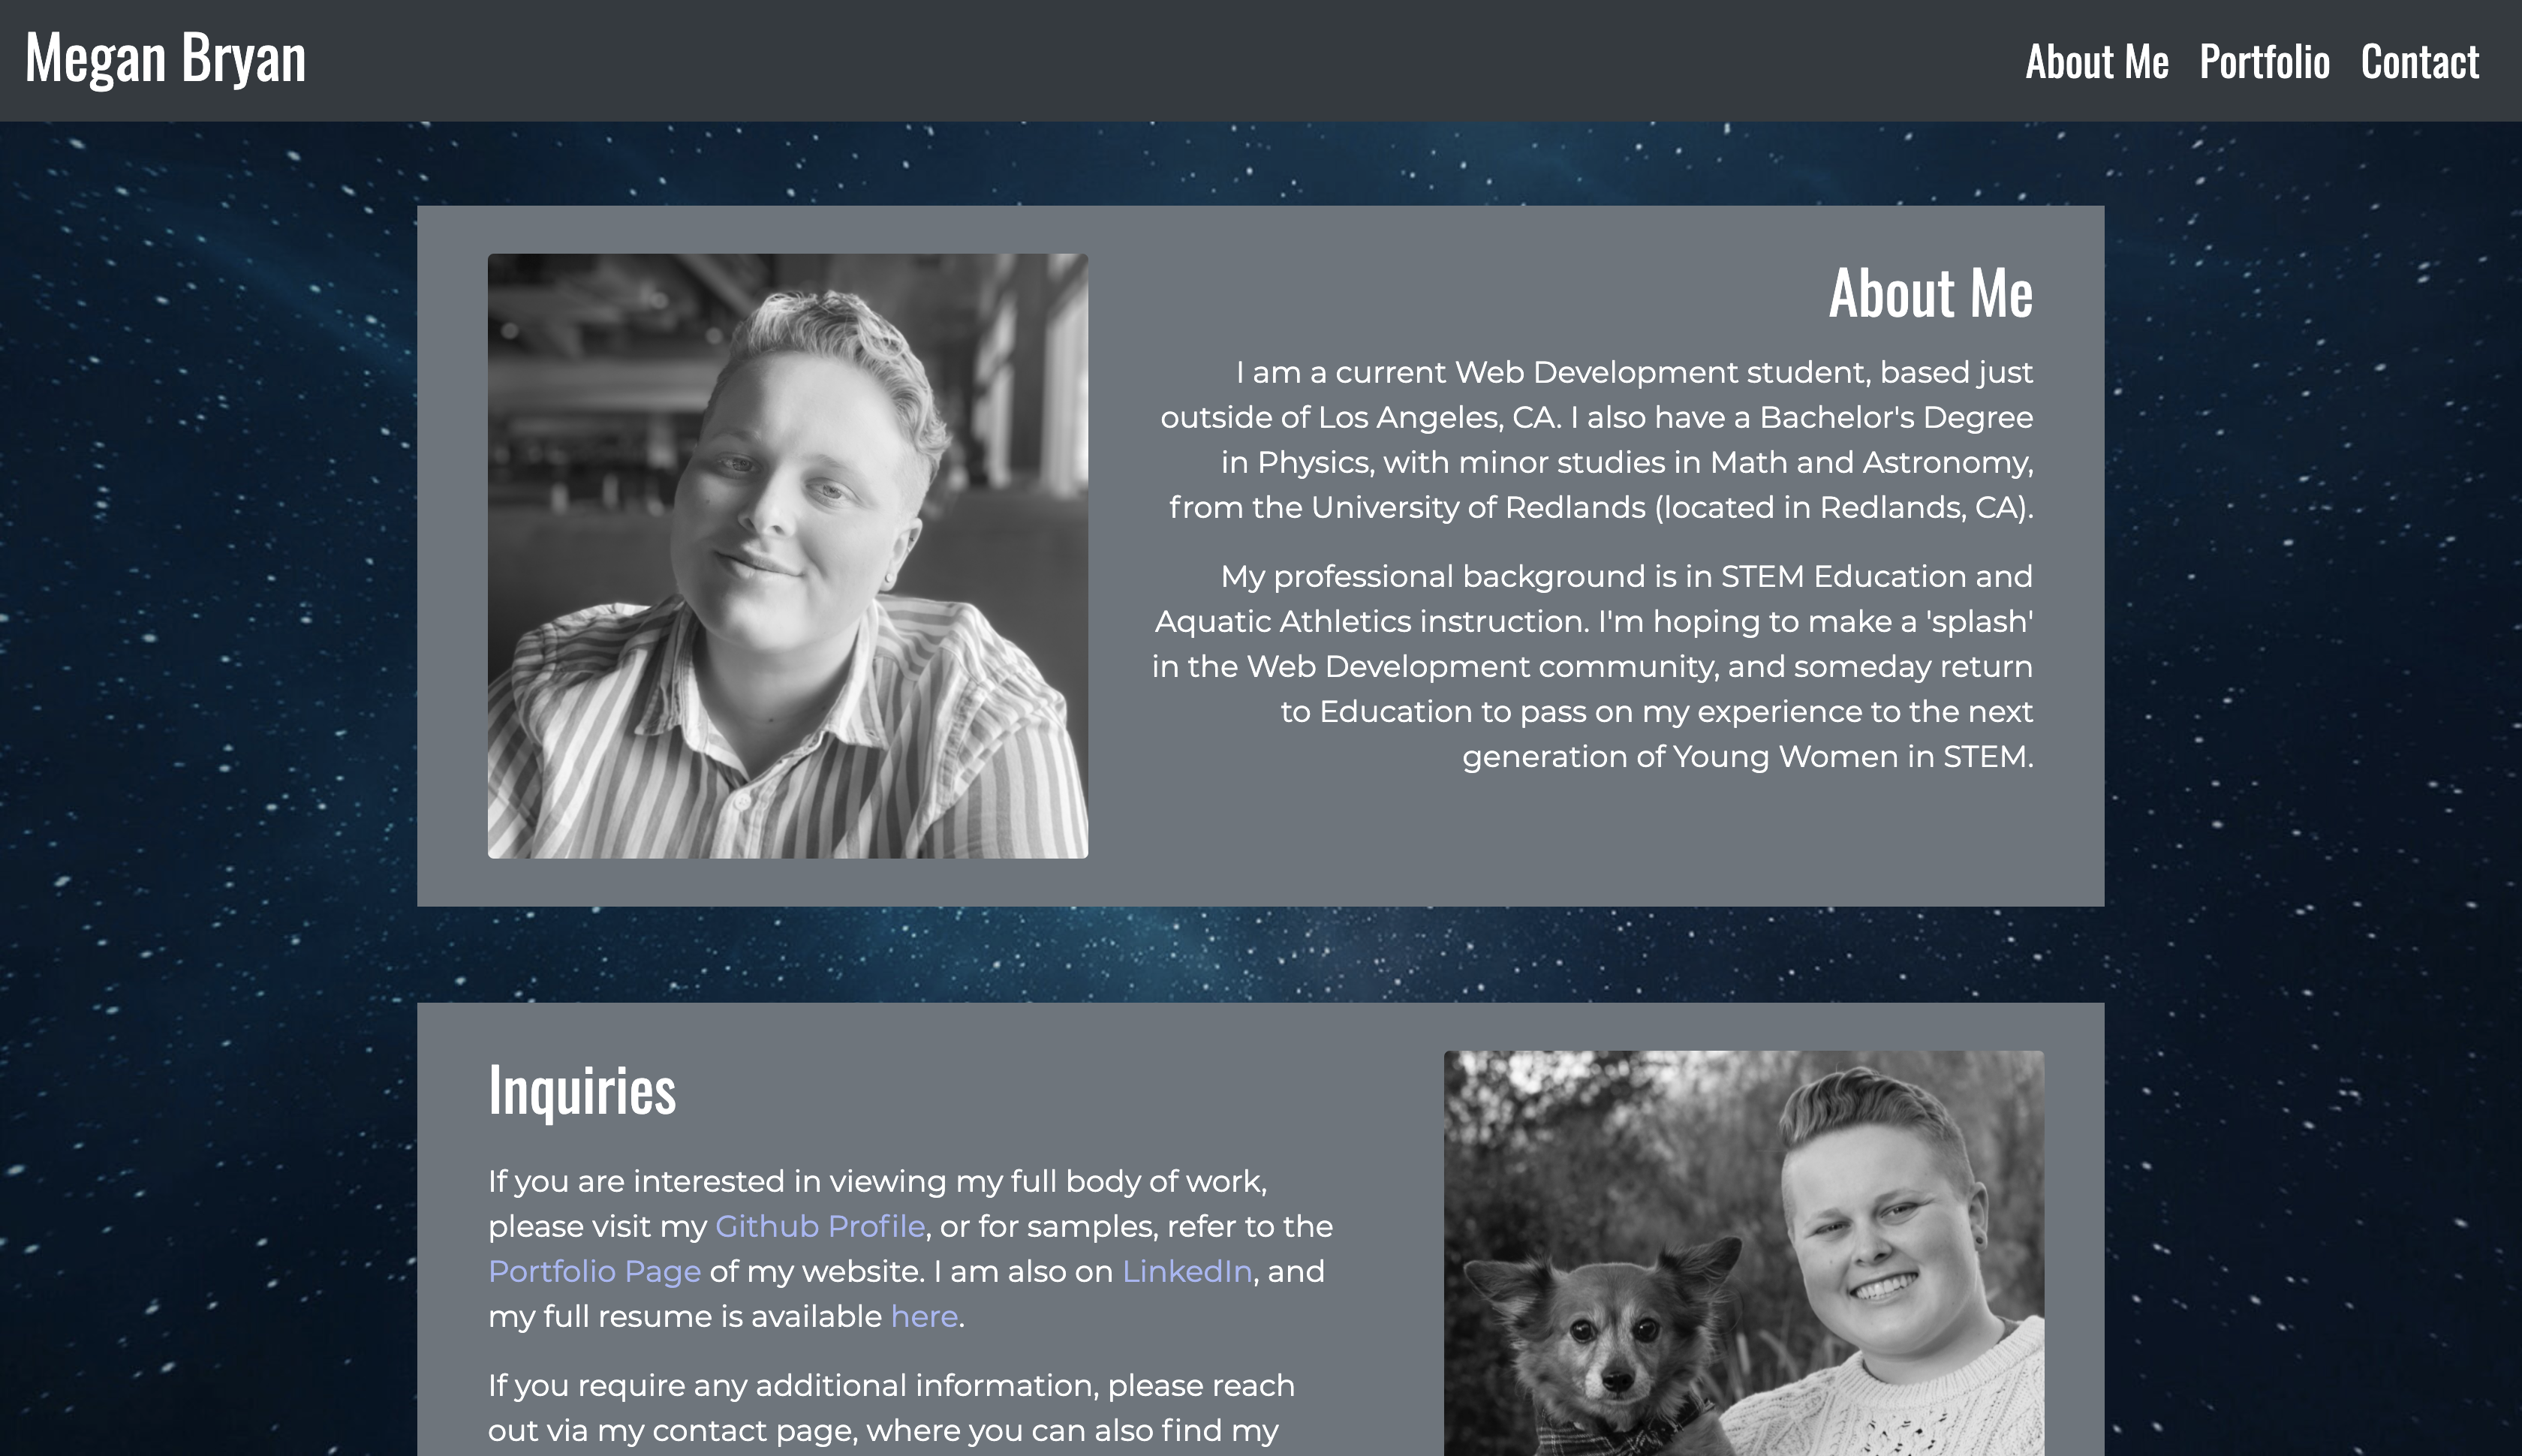 Megan Bryan
About Me Portfolio Contact
About Me
I am a current Web Development student, based just
outside of Los Angeles, CA. I also have a Bachelor's Degree
in Physics, with minor studies in Math and Astronomy,
from the University of Redlands (located in Redlands, CA).
My professional background is in STEM Education and
Aquatic Athletics instruction. I'm hoping to make a 'splash'
in the Web Development community, and someday return
to Education to pass on my experience to the next
generation of Young Women in STEM.
Inquiries
If you are interested in viewing my full body of work,
please visit my Github Profile, or for samples, refer to the
Portfolio Page of my website. I am also on LinkedIn, and
my full resume is available here.
If you require any additional information, please reach
out via my contact page, where you can also find my